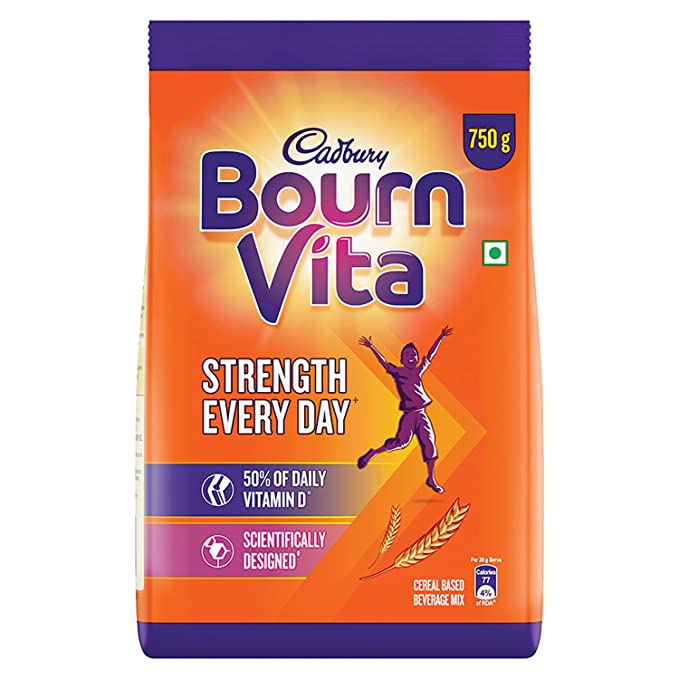 Cadbury
Bourn
Vita
750 g
STRENGTH
EVERY DAY+
50% OF DAILY
VITAMIN D°
SCIENTIFICALLY
DESIGNED#
CEREAL BASED
BEVERAGE MIX
Per 20 g Serve
Calories
77
4%
of RDA^